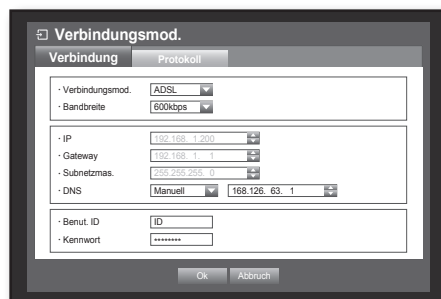 Verbindungsmod.
Verbindung Protokoll
· Verbindungsmod. ADSL
· Bandbreite 600kbps
· IP 192.168. 1.200
· Gateway 192.168. 1. 1
· Subnetzmas. 255.255.255. 0
· DNS Manuell 168.126. 63. 1
· Benut. ID ID
· Kennwort ********
Ok Abbruch